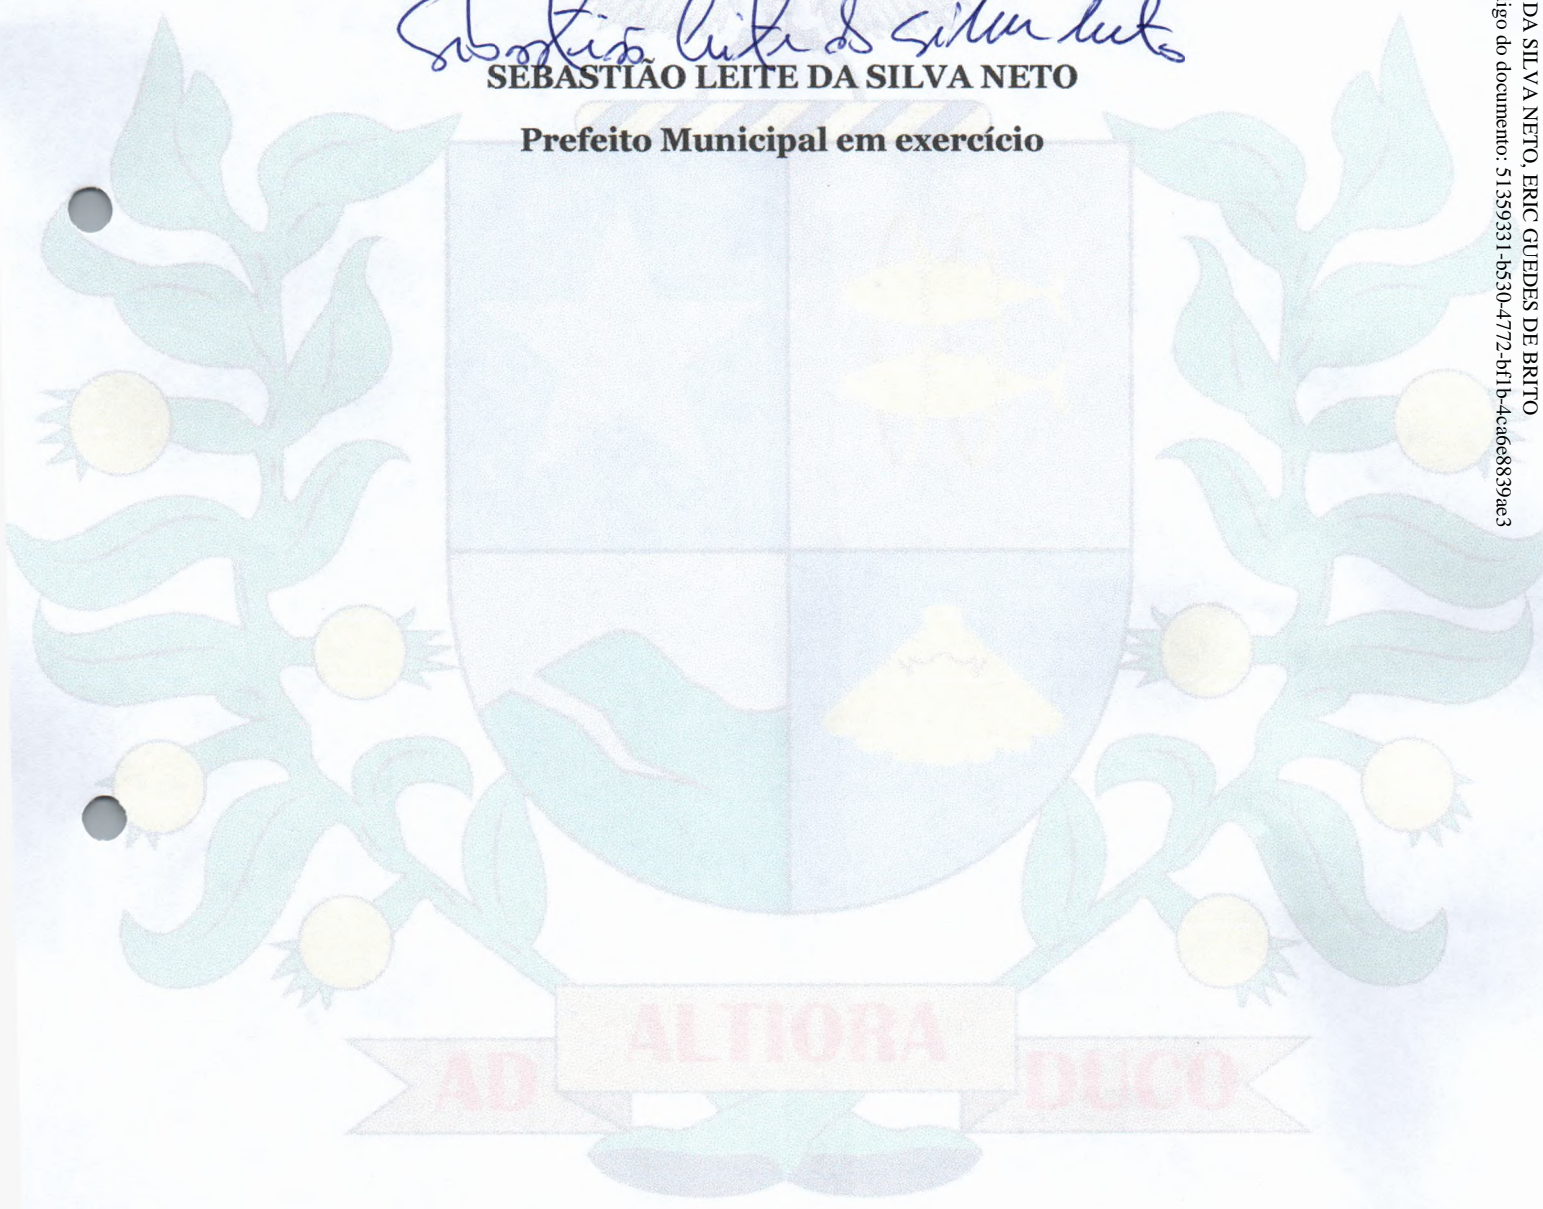 Sebastião Leite da Silva Neto
SEBASTIÃO LEITE DA SILVA NETO
Prefeito Municipal em exercício
ALTIORA
AD DUCO
DA SILVA NETO, ERIC GUEDES DE BRITO
igo do documento: 51359331-b530-4772-bf1b-4ca6e8839ae3